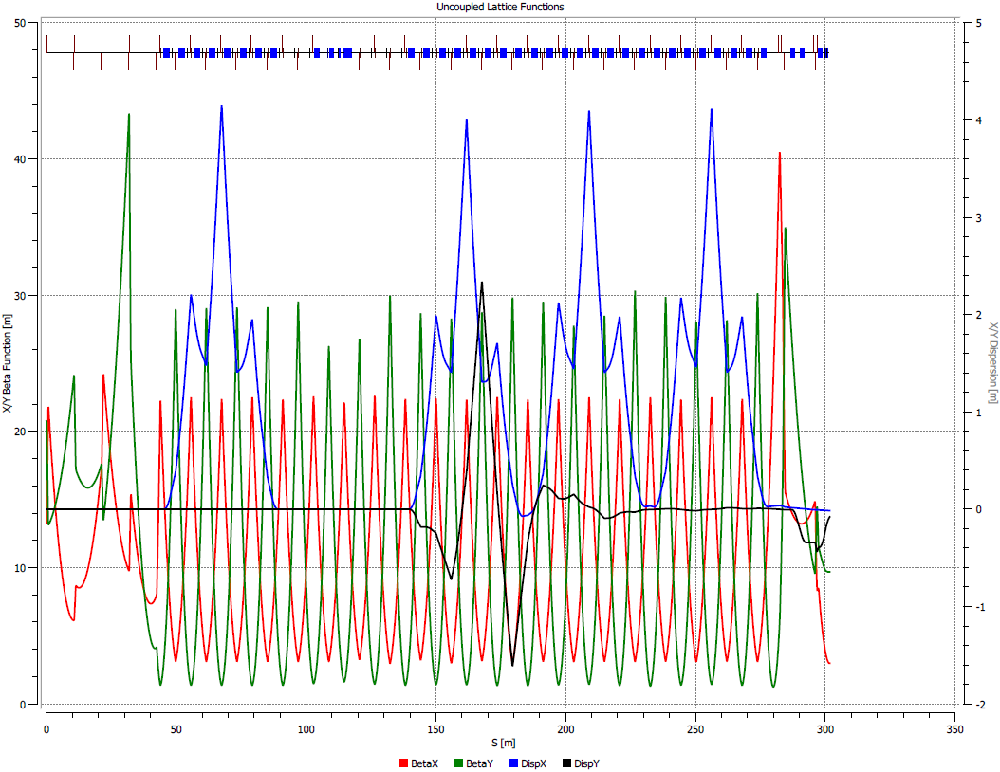 Uncoupled Lattice Functions
50
40
30
20
10
0
X/Y Beta Function [m]
5
4
3
2
1
0
-1
-2
X/Y Dispersion [m]
0 50 100 150 200 250 300 350
S [m]
BetaX BetaY DispX DispY